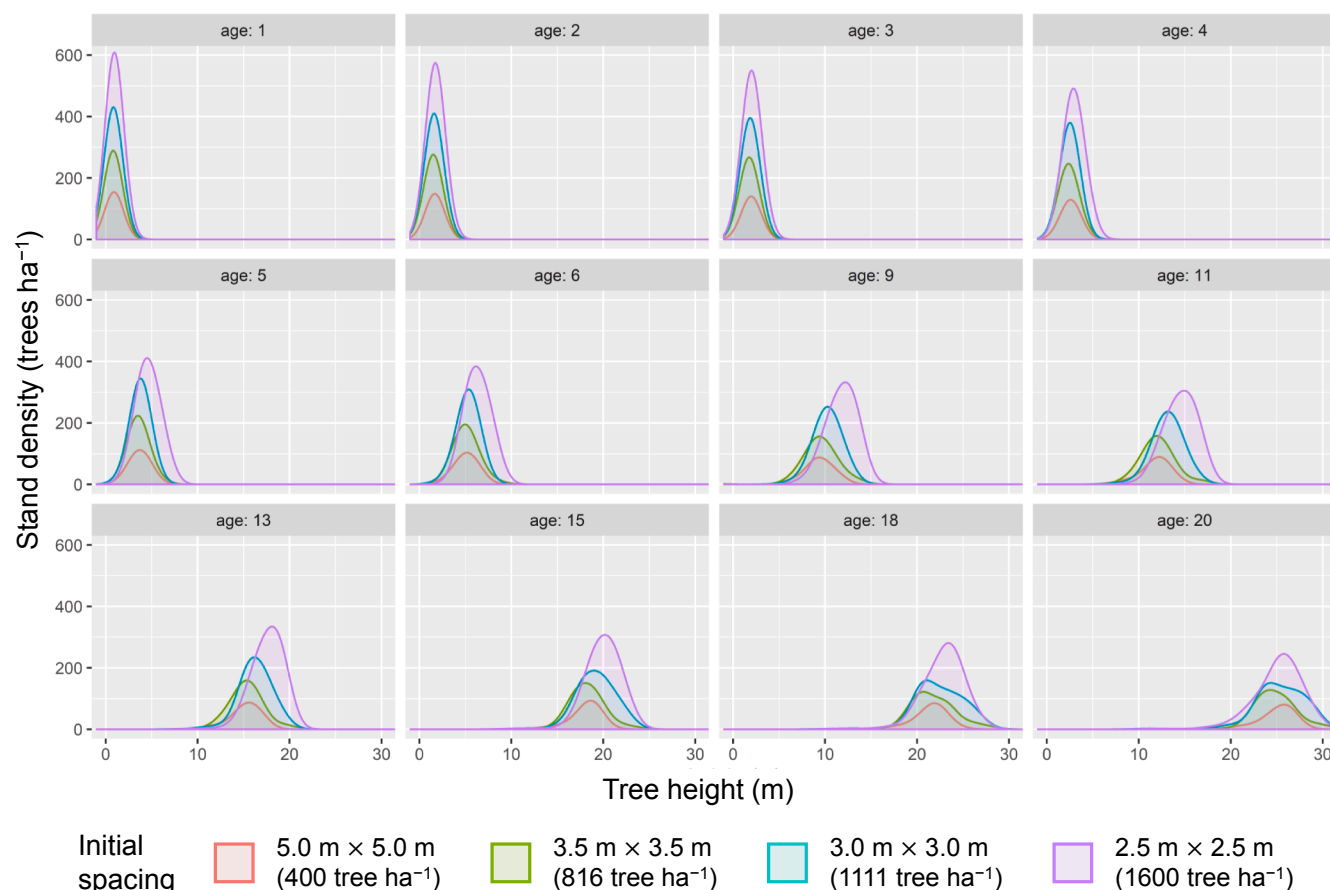 age: 1 age: 2 age: 3 age: 4
600
400
200
0
age: 5 age: 6 age: 9 age: 11
600
400
200
0
age: 13 age: 15 age: 18 age: 20
600
400
200
0
0 10 20 30 0 10 20 30 0 10 20 30 0 10 20 30
Stand density (trees ha⁻¹)
Tree height (m)
Initial spacing
5.0 m × 5.0 m
(400 tree ha⁻¹)
3.5 m × 3.5 m
(816 tree ha⁻¹)
3.0 m × 3.0 m
(1111 tree ha⁻¹)
2.5 m × 2.5 m
(1600 tree ha⁻¹)